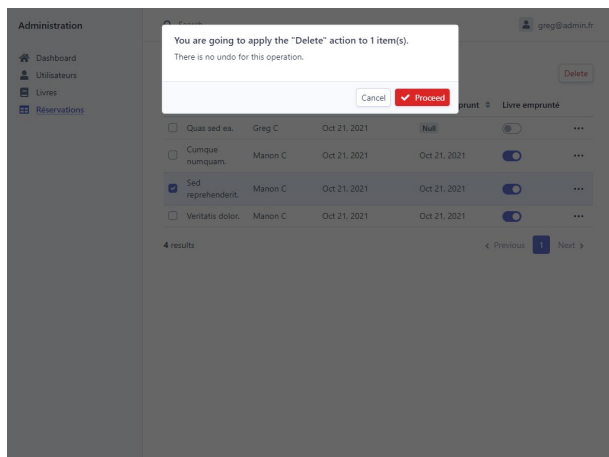 Administration
Search
greg@admin.fr
You are going to apply the "Delete" action to 1 item(s).
There is no undo for this operation.
Cancel
Proceed
Dashboard
Utilisateurs
Livres
Réservations
Delete
Livre emprunté
Quas sed ea. Greg C Oct 21, 2021 Null
Cumque
numquam. Manon C Oct 21, 2021 Oct 21, 2021
Sed
reprehenderit. Manon C Oct 21, 2021 Oct 21, 2021
Veritatis dolor. Manon C Oct 21, 2021 Oct 21, 2021
4 results
Previous 1 Next